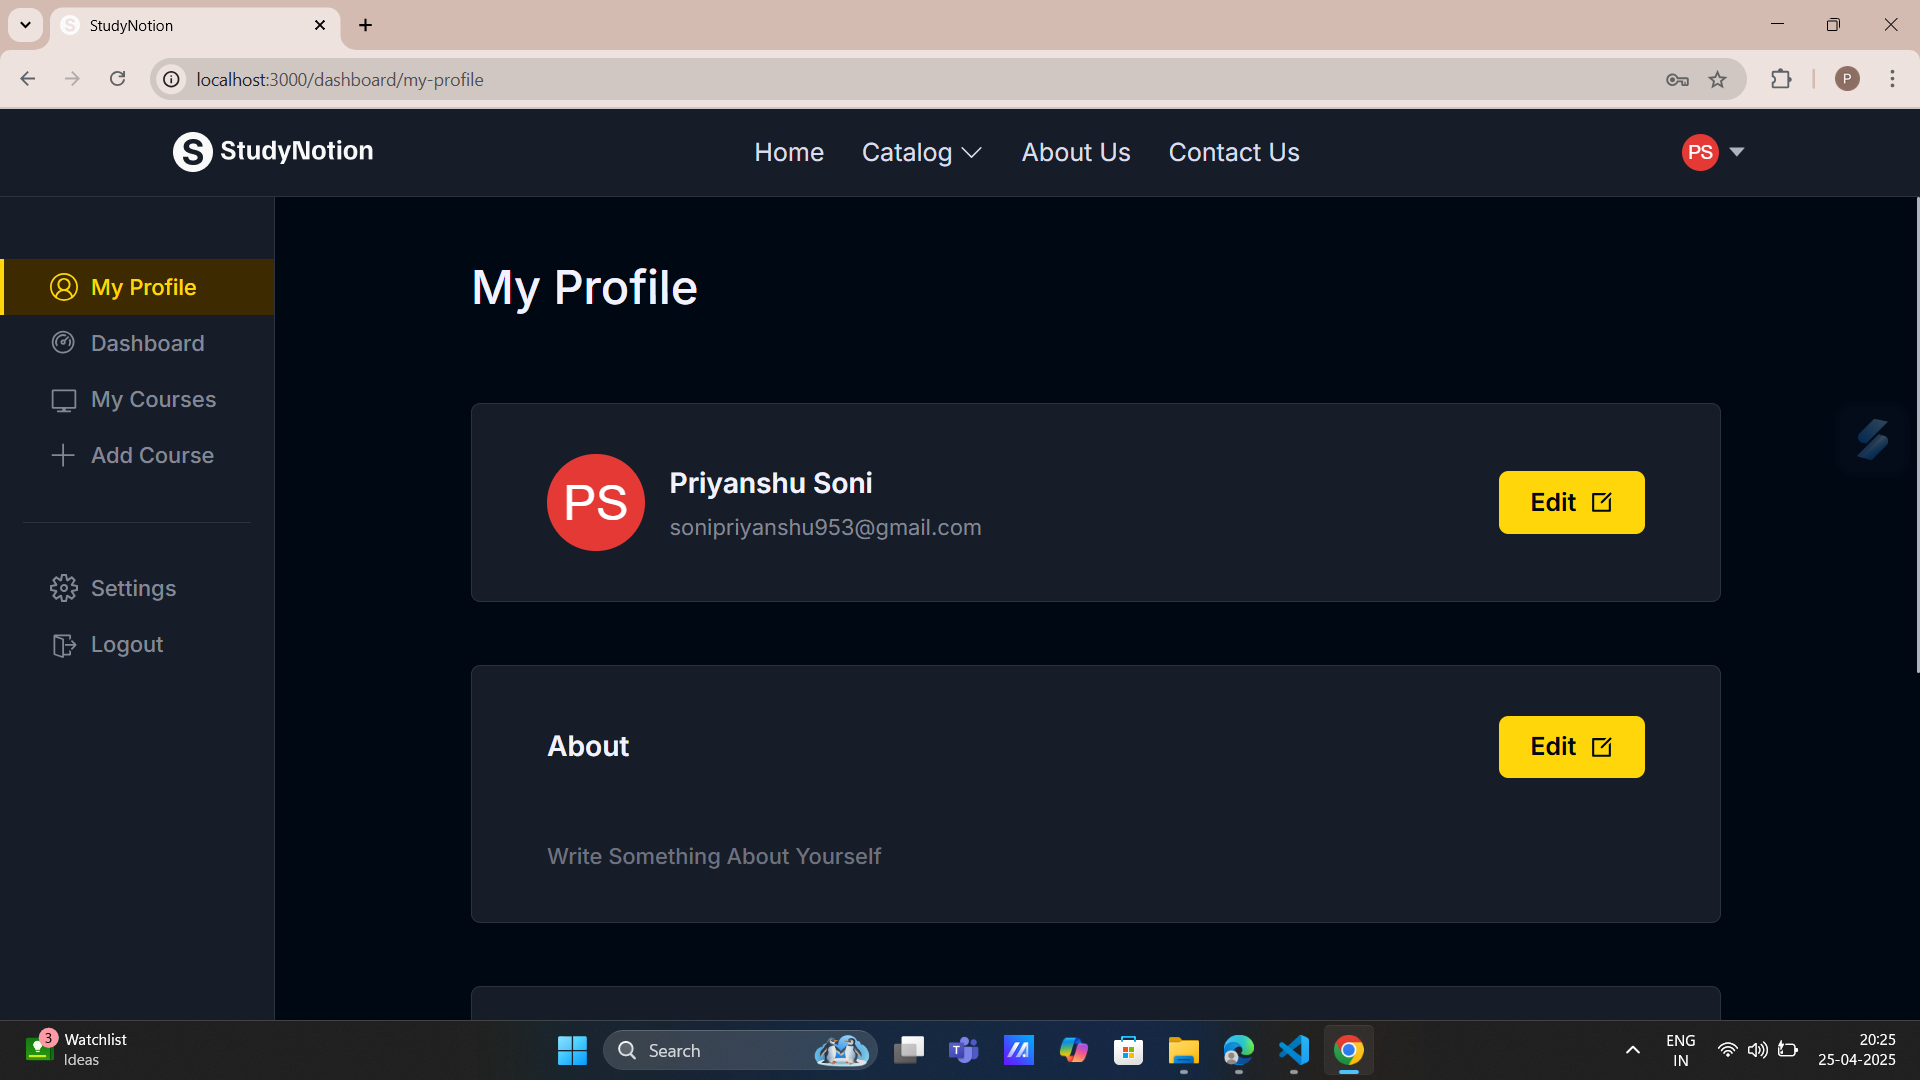 StudyNotion
localhost:3000/dashboard/my-profile
P
S StudyNotion
Home
Catalog
About Us
Contact Us
PS
My Profile
Dashboard
My Courses
Add Course
Settings
Logout
My Profile
PS
Priyanshu Soni
sonipriyanshu953@gmail.com
Edit
About
Edit
Write Something About Yourself
3
Watchlist
Ideas
Search
ENG
IN
20:25
25-04-2025